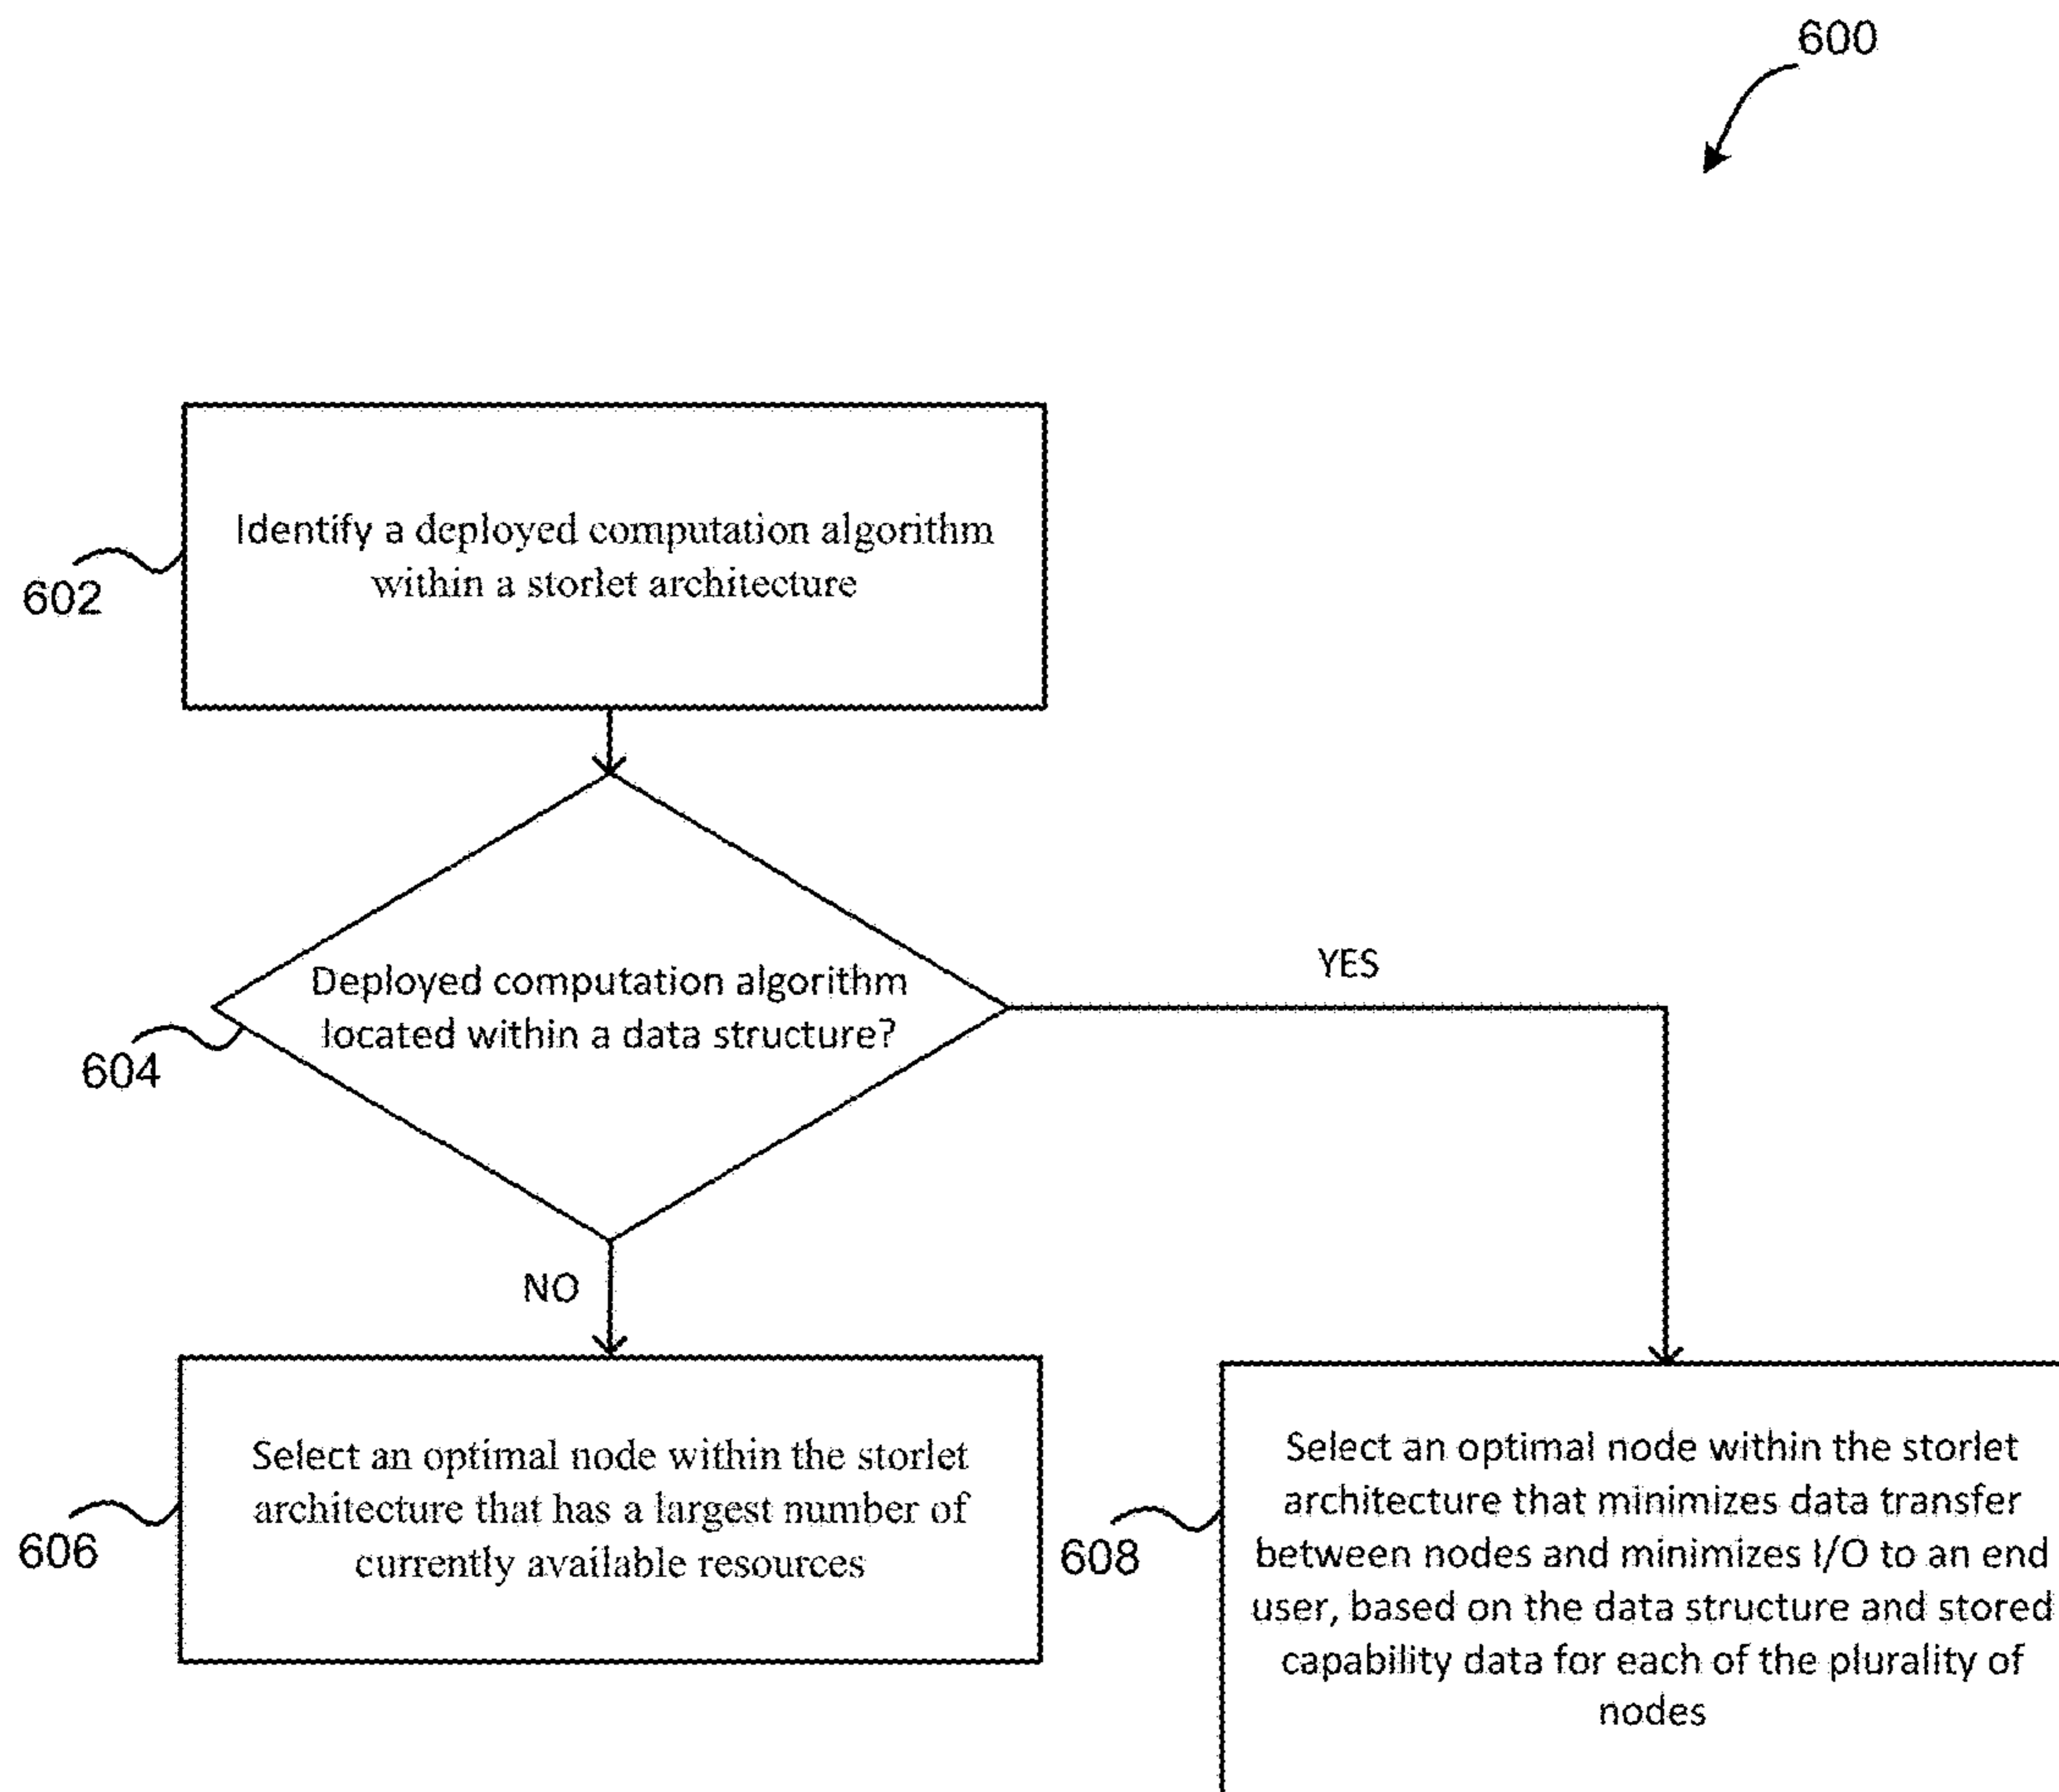 600
Identify a deployed computation algorithm
within a storlet architecture
602
Deployed computation algorithm
located within a data structure?
604
YES
NO
Select an optimal node within the storlet
architecture that has a largest number of
currently available resources
606
Select an optimal node within the storlet
architecture that minimizes data transfer
between nodes and minimizes I/O to an end
user, based on the data structure and stored
capability data for each of the plurality of
nodes
608